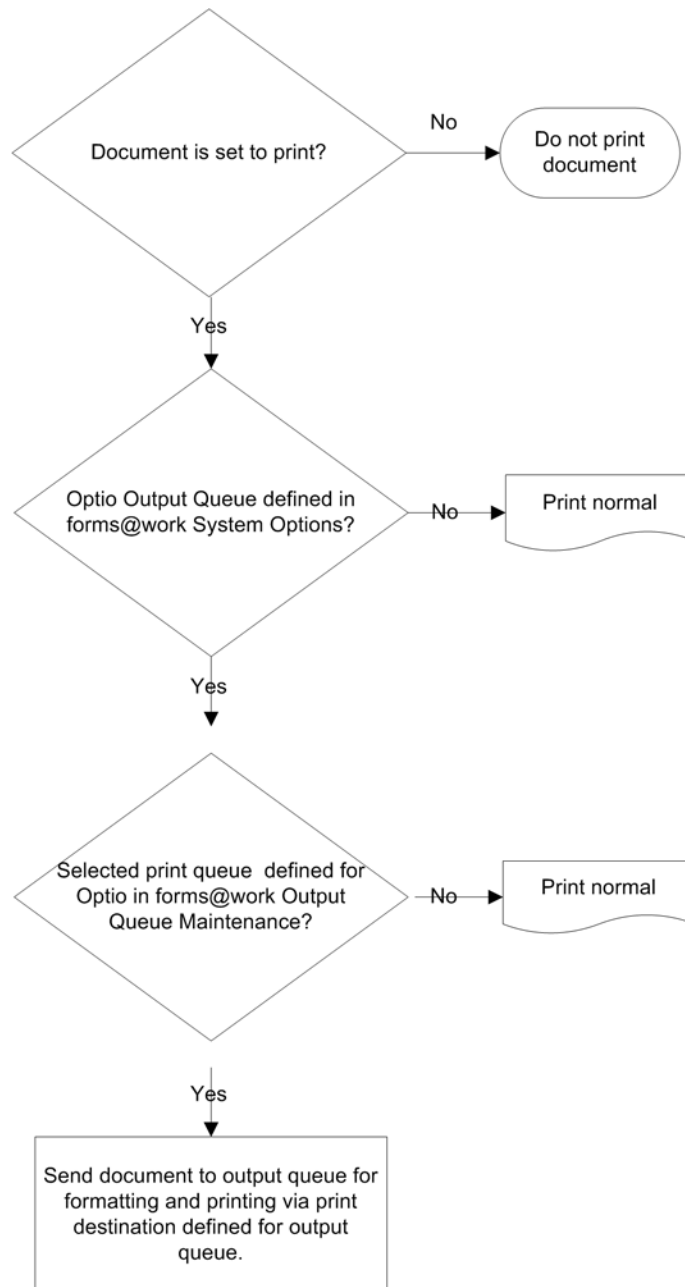 Document is set to print?
No
Do not print
document
Yes
Optio Output Queue defined in
forms@work System Options?
No
Print normal
Yes
Selected print queue  defined for
Optio in forms@work Output
Queue Maintenance?
No
Print normal
Yes
Send document to output queue for
formatting and printing via print
destination defined for output
queue.